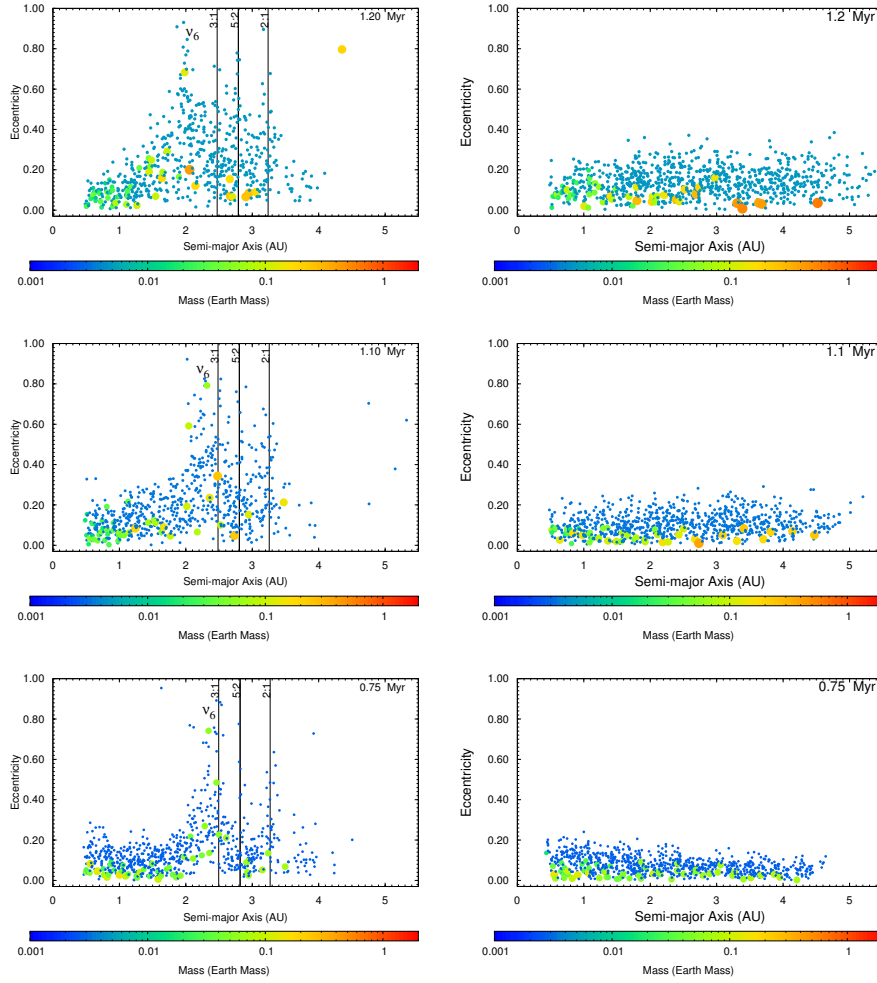 1.00
3:1
5:2
2:1
1.20 Myr
ν6
0.80
0.60
Eccentricity
0.40
0.20
0.00
0 1 2 3 4 5
Semi-major Axis (AU)
0.001 0.01 0.1 1
Mass (Earth Mass)
1.00
1.2 Myr
0.80
0.60
Eccentricity
0.40
0.20
0.00
0 1 2 3 4 5
Semi-major Axis (AU)
0.001 0.01 0.1 1
Mass (Earth Mass)
1.00
3:1
5:2
2:1
1.10 Myr
ν6
0.80
0.60
Eccentricity
0.40
0.20
0.00
0 1 2 3 4 5
Semi-major Axis (AU)
0.001 0.01 0.1 1
Mass (Earth Mass)
1.00
1.1 Myr
0.80
0.60
Eccentricity
0.40
0.20
0.00
0 1 2 3 4 5
Semi-major Axis (AU)
0.001 0.01 0.1 1
Mass (Earth Mass)
1.00
3:1
5:2
2:1
0.75 Myr
ν6
0.80
0.60
Eccentricity
0.40
0.20
0.00
0 1 2 3 4 5
Semi-major Axis (AU)
0.001 0.01 0.1 1
Mass (Earth Mass)
1.00
0.75 Myr
0.80
0.60
Eccentricity
0.40
0.20
0.00
0 1 2 3 4 5
Semi-major Axis (AU)
0.001 0.01 0.1 1
Mass (Earth Mass)